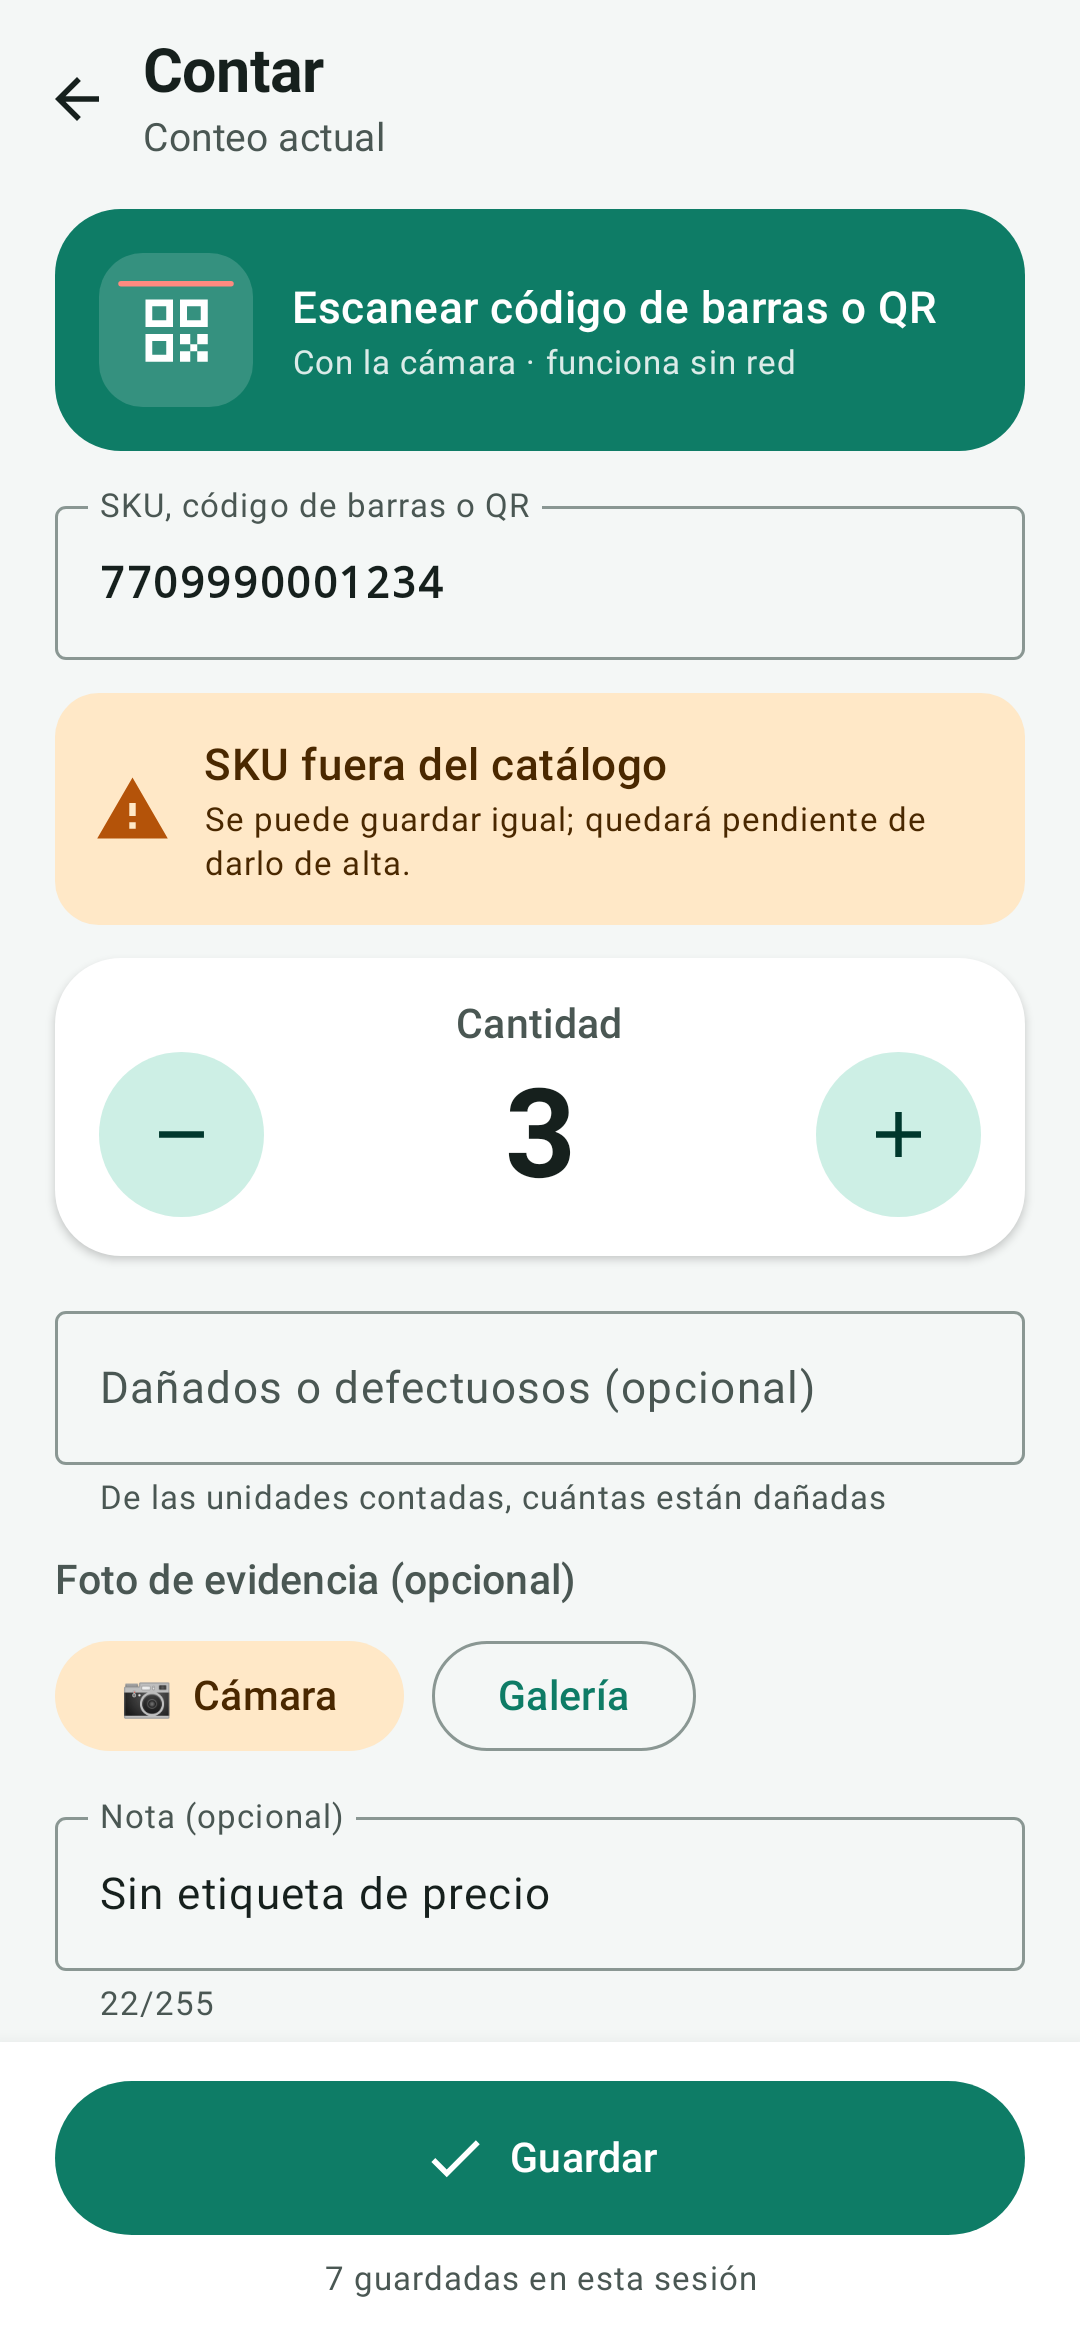 Contar
Conteo actual
Escanear código de barras o QR
Con la cámara · funciona sin red
SKU, código de barras o QR
7709990001234
SKU fuera del catálogo
Se puede guardar igual; quedará pendiente de
darlo de alta.
Cantidad
− 3 +
Dañados o defectuosos (opcional)
De las unidades contadas, cuántas están dañadas
Foto de evidencia (opcional)
Cámara Galería
Nota (opcional)
Sin etiqueta de precio
22/255
Guardar
7 guardadas en esta sesión